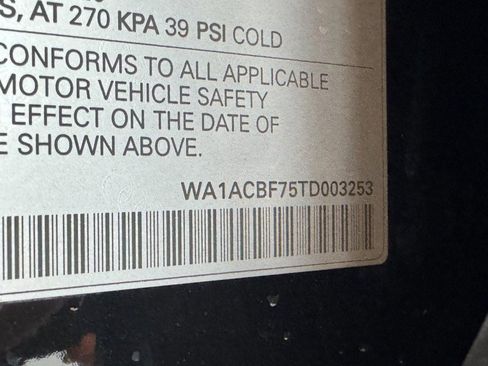 S, AT 270 KPA 39 PSI COLD
CONFORMS TO ALL APPLICABLE
MOTOR VEHICLE SAFETY
EFFECT ON THE DATE OF
E SHOWN ABOVE.
WA1ACBF75TD003253